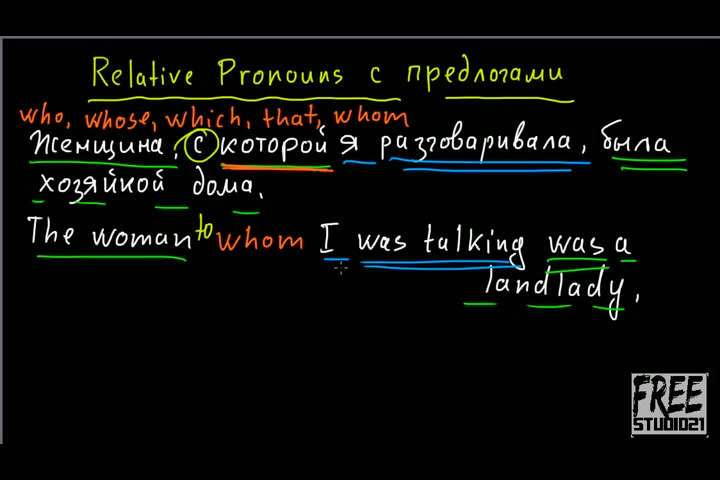 Relative Pronouns с предлогами
who, whose, which, that, whom
Женщина, с которой я разговаривала, была
хозяйкой дома.
The woman to whom I was talking was a
landlady.
FREE
STUDIO21